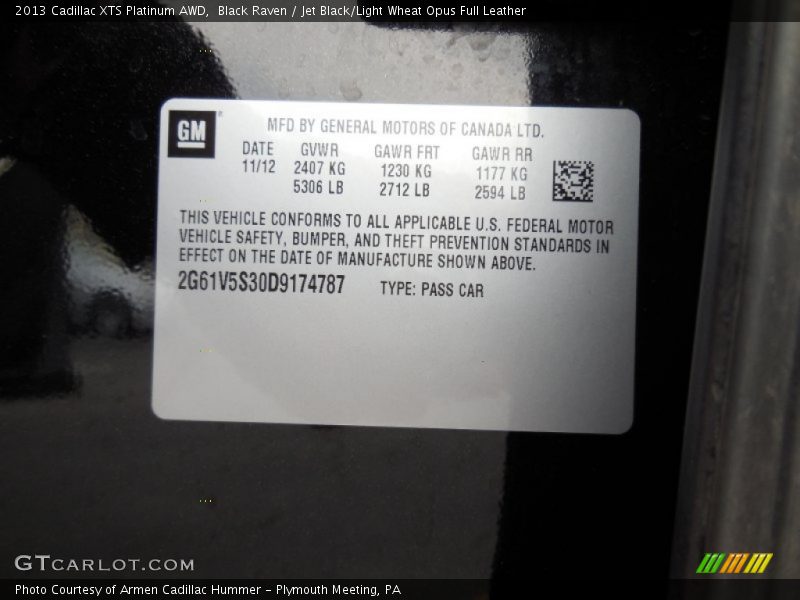 2013 Cadillac XTS Platinum AWD,  Black Raven / Jet Black/Light Wheat Opus Full Leather
GM
MFD BY GENERAL MOTORS OF CANADA LTD.
DATE GVWR GAWR FRT GAWR RR
11/12 2407 KG 1230 KG 1177 KG
5306 LB 2712 LB 2594 LB
THIS VEHICLE CONFORMS TO ALL APPLICABLE U.S. FEDERAL MOTOR
VEHICLE SAFETY, BUMPER, AND THEFT PREVENTION STANDARDS IN
EFFECT ON THE DATE OF MANUFACTURE SHOWN ABOVE.
2G61V5S30D9174787 TYPE: PASS CAR
GTCARLOT.COM
Photo Courtesy of Armen Cadillac Hummer - Plymouth Meeting, PA